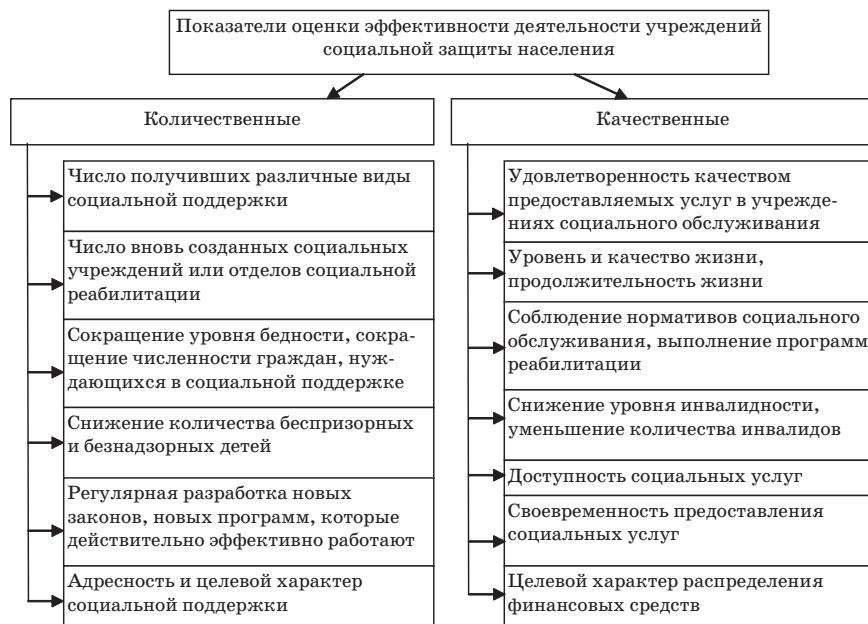 Показатели оценки эффективности деятельности учреждений
социальной защиты населения
Количественные
Число получивших различные виды
социальной поддержки
Число вновь созданных социальных
учреждений или отделов социальной
реабилитации
Сокращение уровня бедности, сокра-
щение численности граждан, нуж-
дающихся в социальной поддержке
Снижение количества беспризорных
и безнадзорных детей
Регулярная разработка новых
законов, новых программ, которые
действительно эффективно работают
Адресность и целевой характер
социальной поддержки
Качественные
Удовлетворенность качеством
предоставляемых услуг в учрежде-
ниях социального обслуживания
Уровень и качество жизни,
продолжительность жизни
Соблюдение нормативов социального
обслуживания, выполнение программ
реабилитации
Снижение уровня инвалидности,
уменьшение количества инвалидов
Доступность социальных услуг
Своевременность предоставления
социальных услуг
Целевой характер распределения
финансовых средств